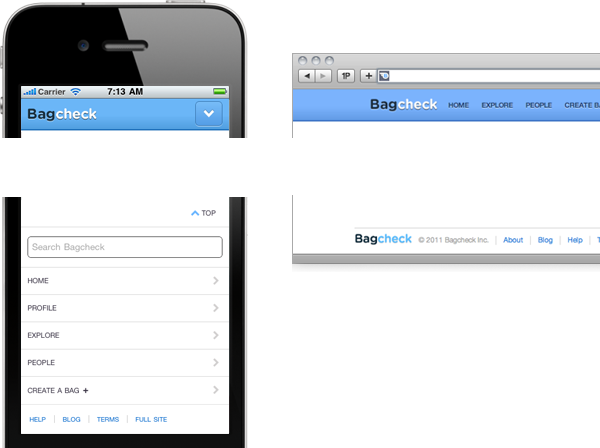 Carrier 7:13 AM
Bagcheck
TOP
Search Bagcheck
HOME
PROFILE
EXPLORE
PEOPLE
CREATE A BAG +
HELP | BLOG | TERMS | FULL SITE
1P +
Bagcheck HOME EXPLORE PEOPLE CREATE BA
Bagcheck © 2011 Bagcheck Inc. | About | Blog | Help | T